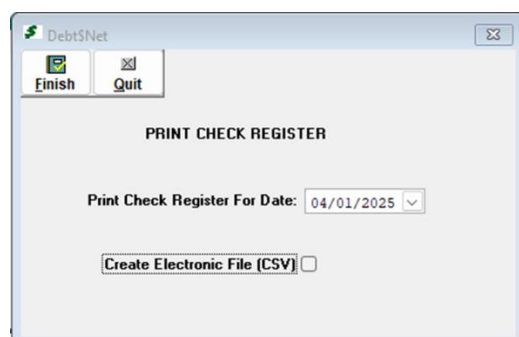 Debt$Net
Finish Quit
PRINT CHECK REGISTER
Print Check Register For Date: 04/01/2025
Create Electronic File (CSV)